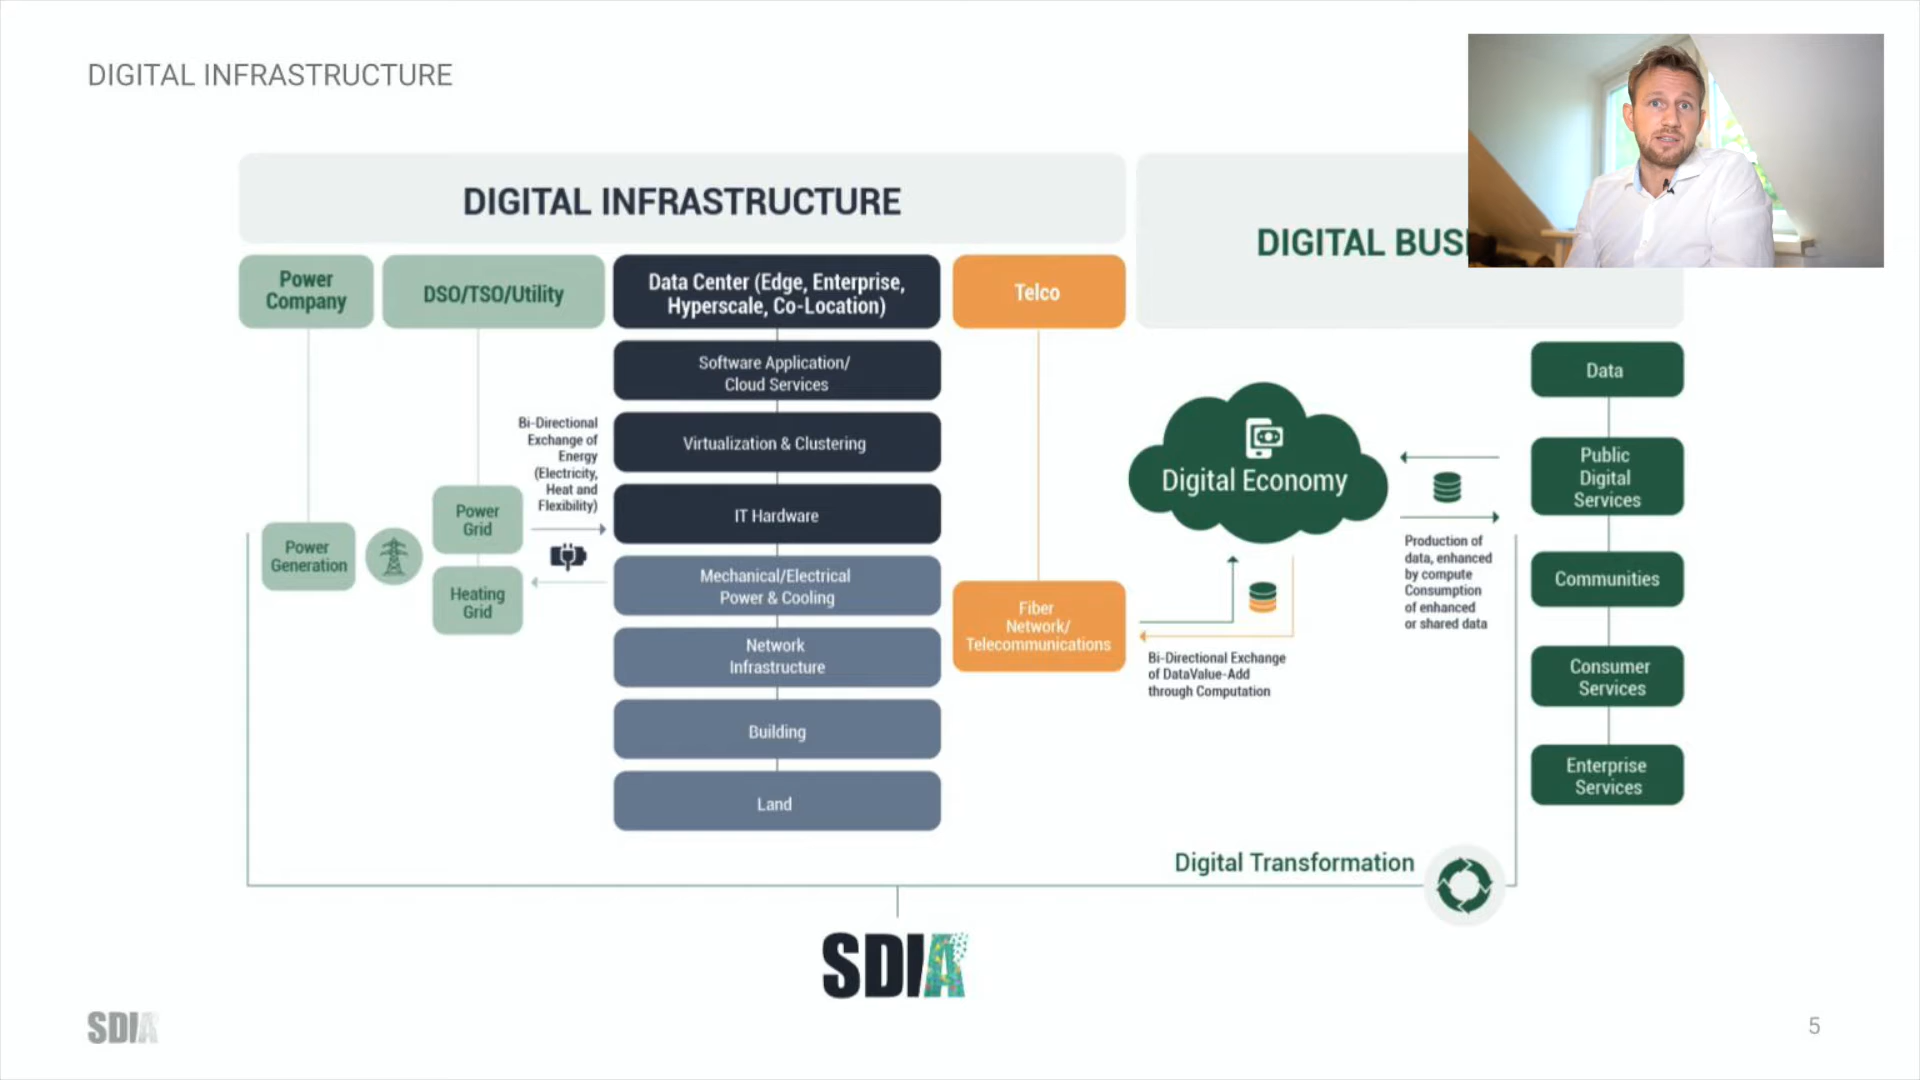 DIGITAL INFRASTRUCTURE
DIGITAL INFRASTRUCTURE
DIGITAL
Power
Company
DSO/TSO/Utility
Data Center (Edge, Enterprise,
Hyperscale, Co-Location)
Telco
Software Application/
Cloud Services
Virtualization & Clustering
IT Hardware
Mechanical/Electrical
Power & Cooling
Network
Infrastructure
Building
Land
Bi-Directional
Exchange of
Energy
(Electricity,
Heat and
Flexibility)
Power
Grid
Heating
Grid
Power
Generation
Fiber
Network/
Telecommunications
Digital Economy
Bi-Directional Exchange
of DataValue-Add
through Computation
Production of
data, enhanced
by compute
Consumption
of enhanced
or shared data
Data
Public
Digital
Services
Communities
Consumer
Services
Enterprise
Services
Digital Transformation
SDIA
SDIA
5